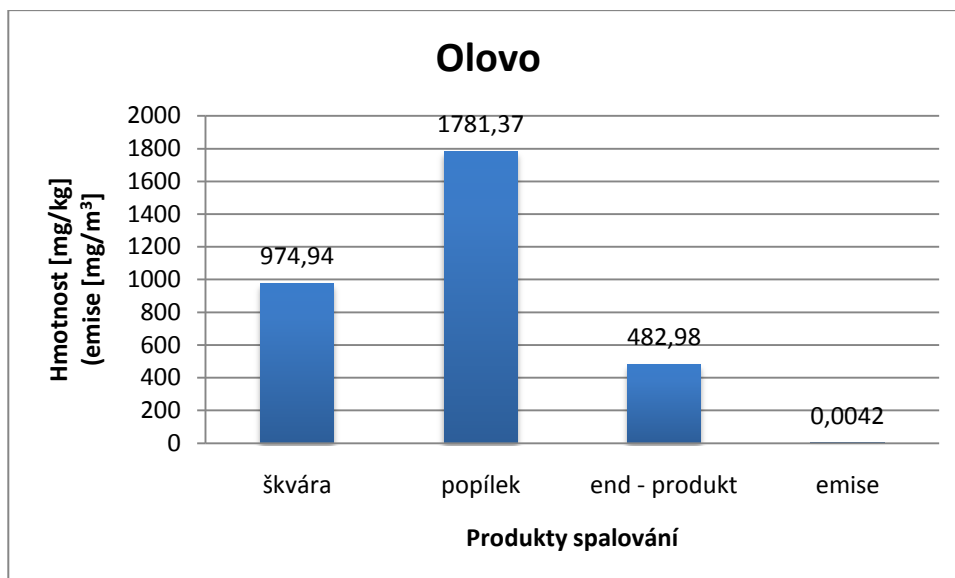 Olovo
Hmotnost [mg/kg]
(emise [mg/m³]
2000
1800
1600
1400
1200
1000
800
600
400
200
0
974,94
1781,37
482,98
0,0042
škvára
popílek
end - produkt
emise
Produkty spalování